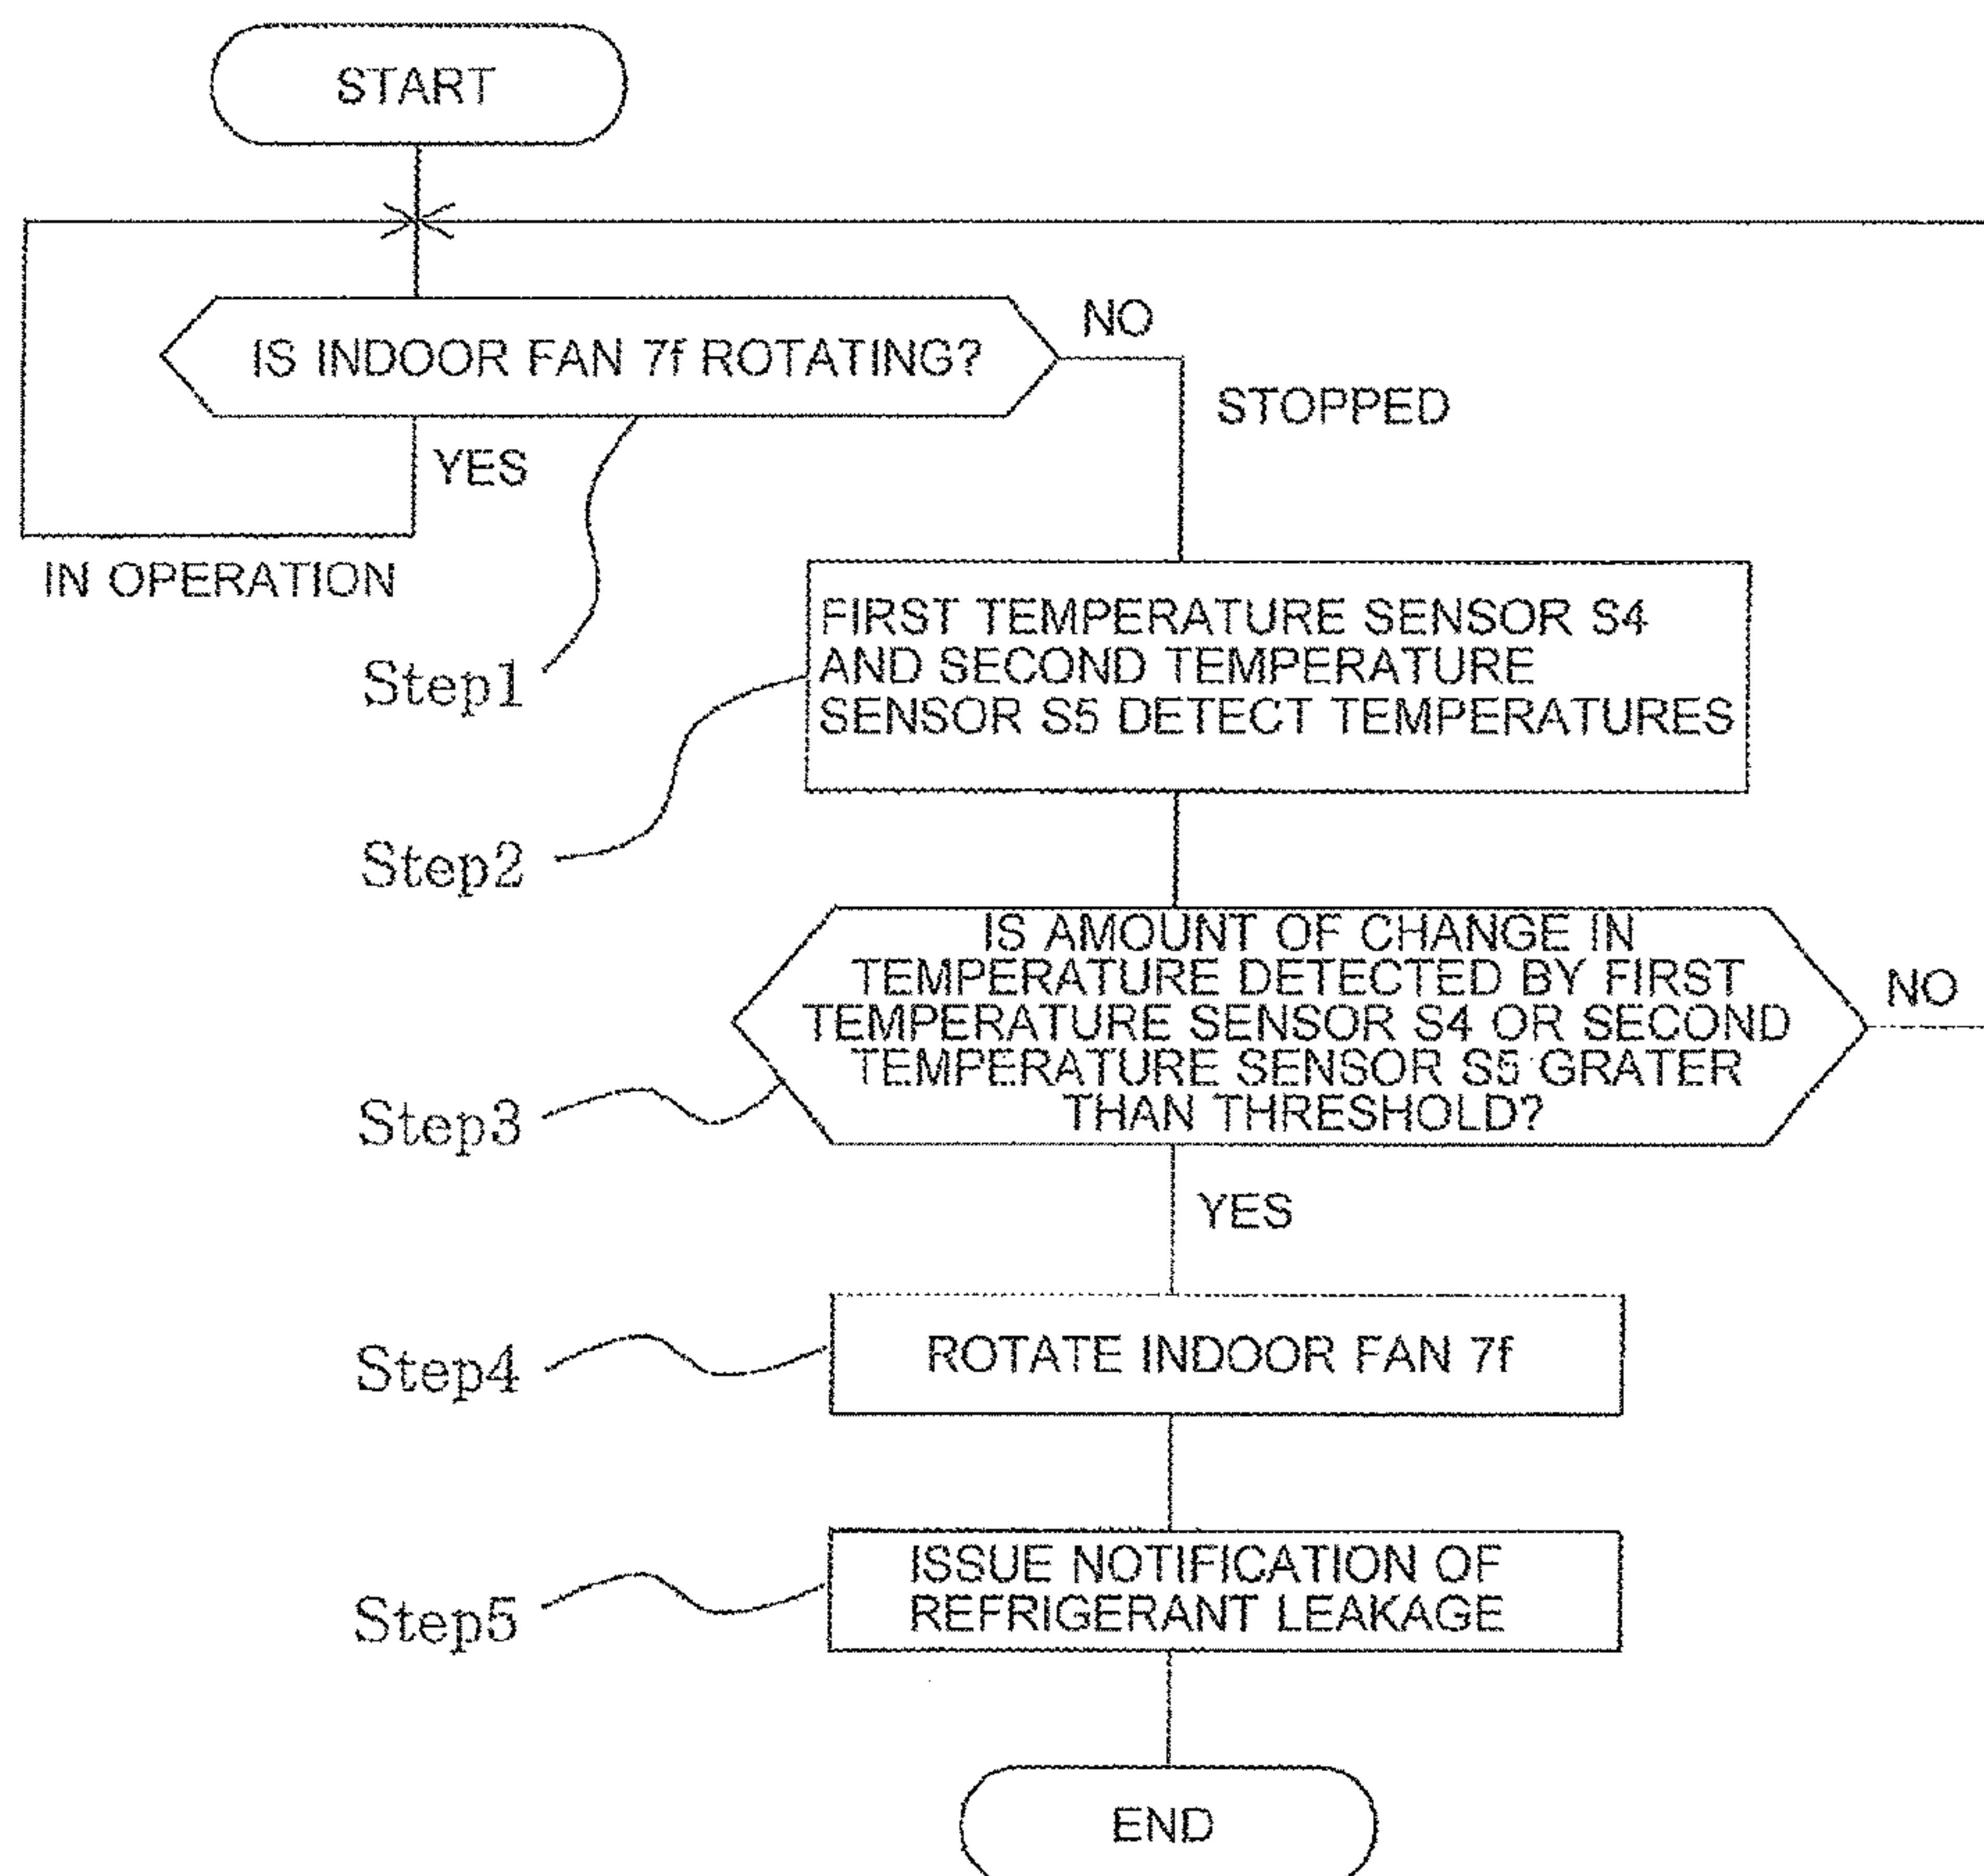 START
IS INDOOR FAN 7f ROTATING?
NO
STOPPED
YES
IN OPERATION
Step1
FIRST TEMPERATURE SENSOR S4
AND SECOND TEMPERATURE
SENSOR S5 DETECT TEMPERATURES
Step2
IS AMOUNT OF CHANGE IN
TEMPERATURE DETECTED BY FIRST
TEMPERATURE SENSOR S4 OR SECOND
TEMPERATURE SENSOR S5 GRATER
THAN THRESHOLD?
NO
Step3
YES
ROTATE INDOOR FAN 7f
Step4
ISSUE NOTIFICATION OF
REFRIGERANT LEAKAGE
Step5
END